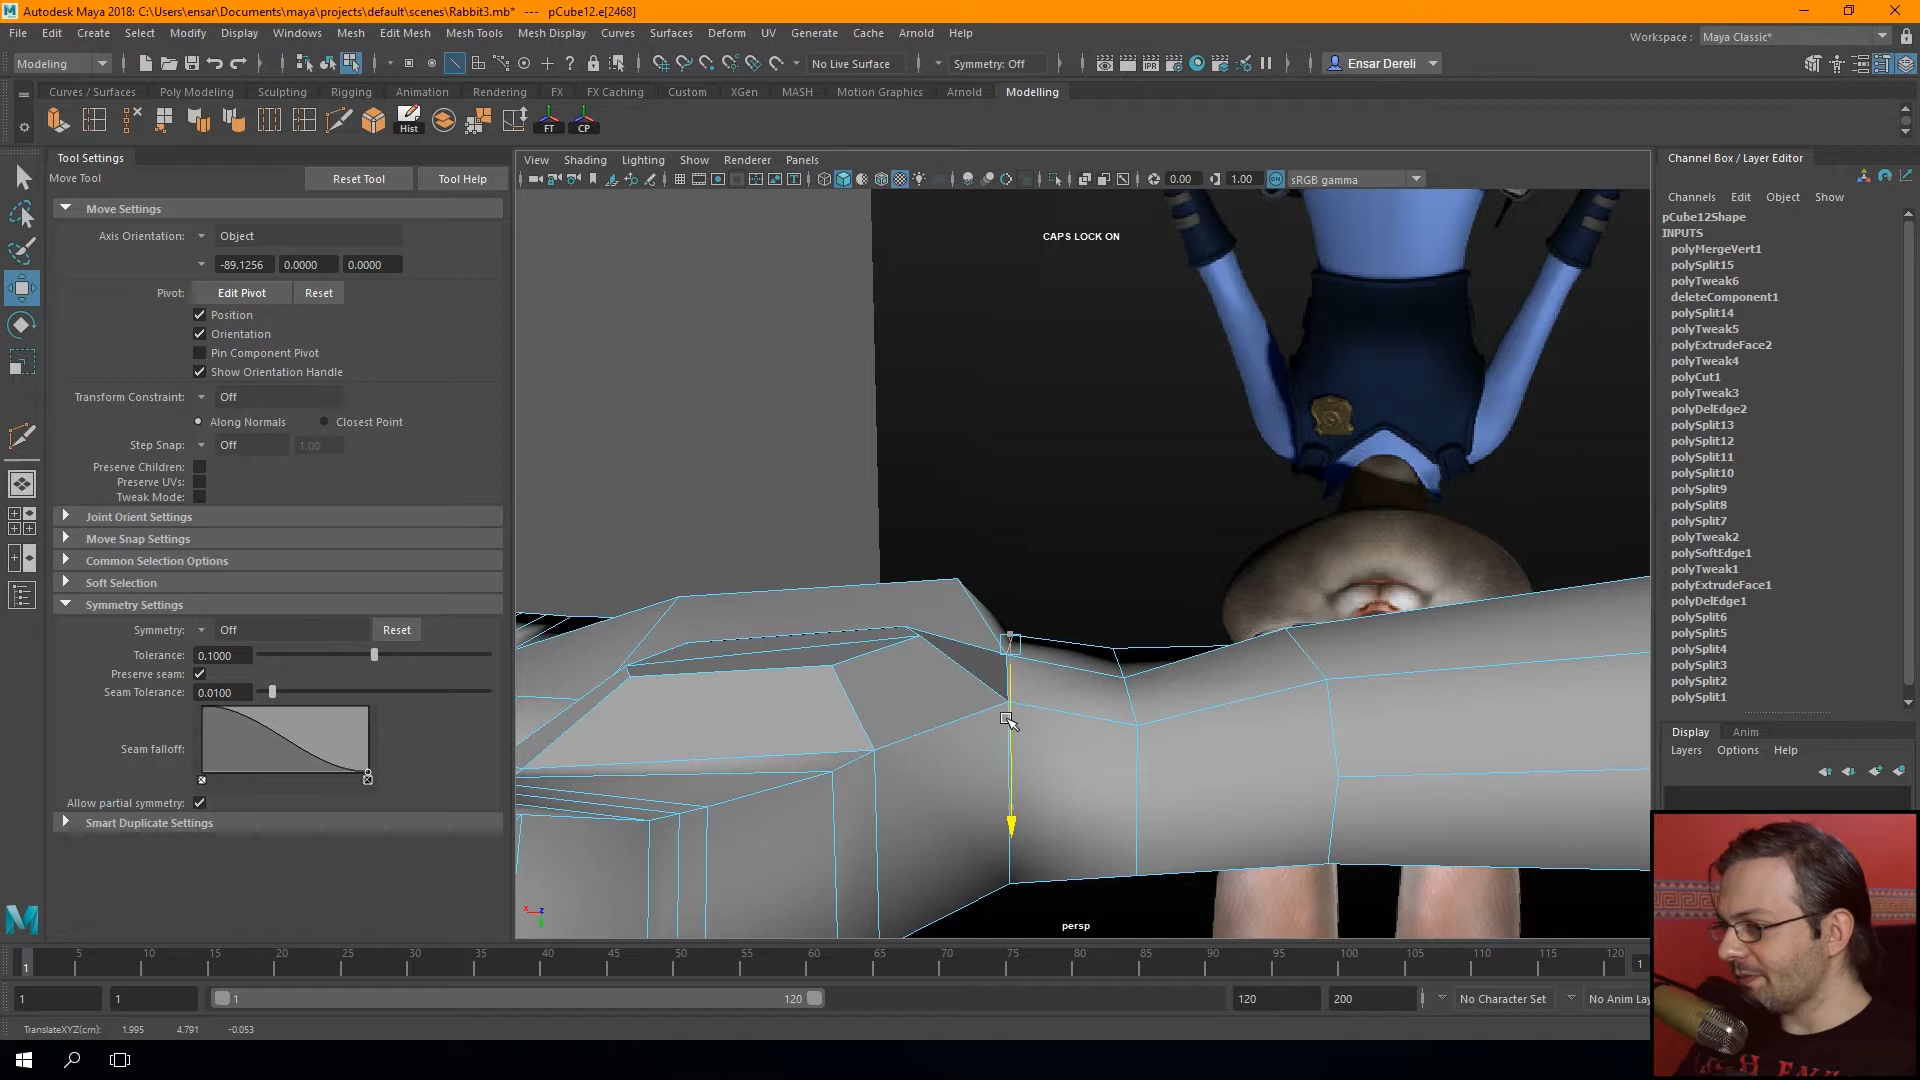 Autodesk Maya 2018: C:\Users\ensar\Documents\maya\projects\default\scenes\Rabbit3.mb* --- pCube12.e[2468]
File Edit Create Select Modify Display Windows Mesh Edit Mesh Mesh Tools Mesh Display Curves Surfaces Deform UV Generate Cache Arnold Help
Workspace : Maya Classic*
Modeling No Live Surface Symmetry: Off Ensar Dereli
Curves / Surfaces Poly Modeling Sculpting Rigging Animation Rendering FX FX Caching Custom XGen MASH Motion Graphics Arnold Modelling
Hist FT CP
Tool Settings
Move Tool Reset Tool Tool Help
Move Settings
Axis Orientation: Object
-89.1256 0.0000 0.0000
Pivot: Edit Pivot Reset
Position
Orientation
Pin Component Pivot
Show Orientation Handle
Transform Constraint: Off
Along Normals Closest Point
Step Snap: Off 1.00
Preserve Children:
Preserve UVs:
Tweak Mode:
Joint Orient Settings
Move Snap Settings
Common Selection Options
Soft Selection
Symmetry Settings
Symmetry: Off Reset
Tolerance: 0.1000
Preserve seam:
Seam Tolerance: 0.0100
Seam falloff:
Allow partial symmetry:
Smart Duplicate Settings
View Shading Lighting Show Renderer Panels
0.00 1.00 sRGB gamma
CAPS LOCK ON
persp
Channel Box / Layer Editor
Channels Edit Object Show
pCube12Shape
INPUTS
polyMergeVert1
polySplit15
polyTweak6
deleteComponent1
polySplit14
polyTweak5
polyExtrudeFace2
polyTweak4
polyCut1
polyTweak3
polyDelEdge2
polySplit13
polySplit12
polySplit11
polySplit10
polySplit9
polySplit8
polySplit7
polyTweak2
polySoftEdge1
polyTweak1
polyExtrudeFace1
polyDelEdge1
polySplit6
polySplit5
polySplit4
polySplit3
polySplit2
polySplit1
Display Anim
Layers Options Help
5 10 15 20 25 30 35 40 45 50 55 60 65 70 75 80 85 90 95 100 105 110 115 120
1 1
1 1 1 120 120 200 No Character Set No Anim Lay
TranslateXYZ(cm): 1.995 4.791 -0.053